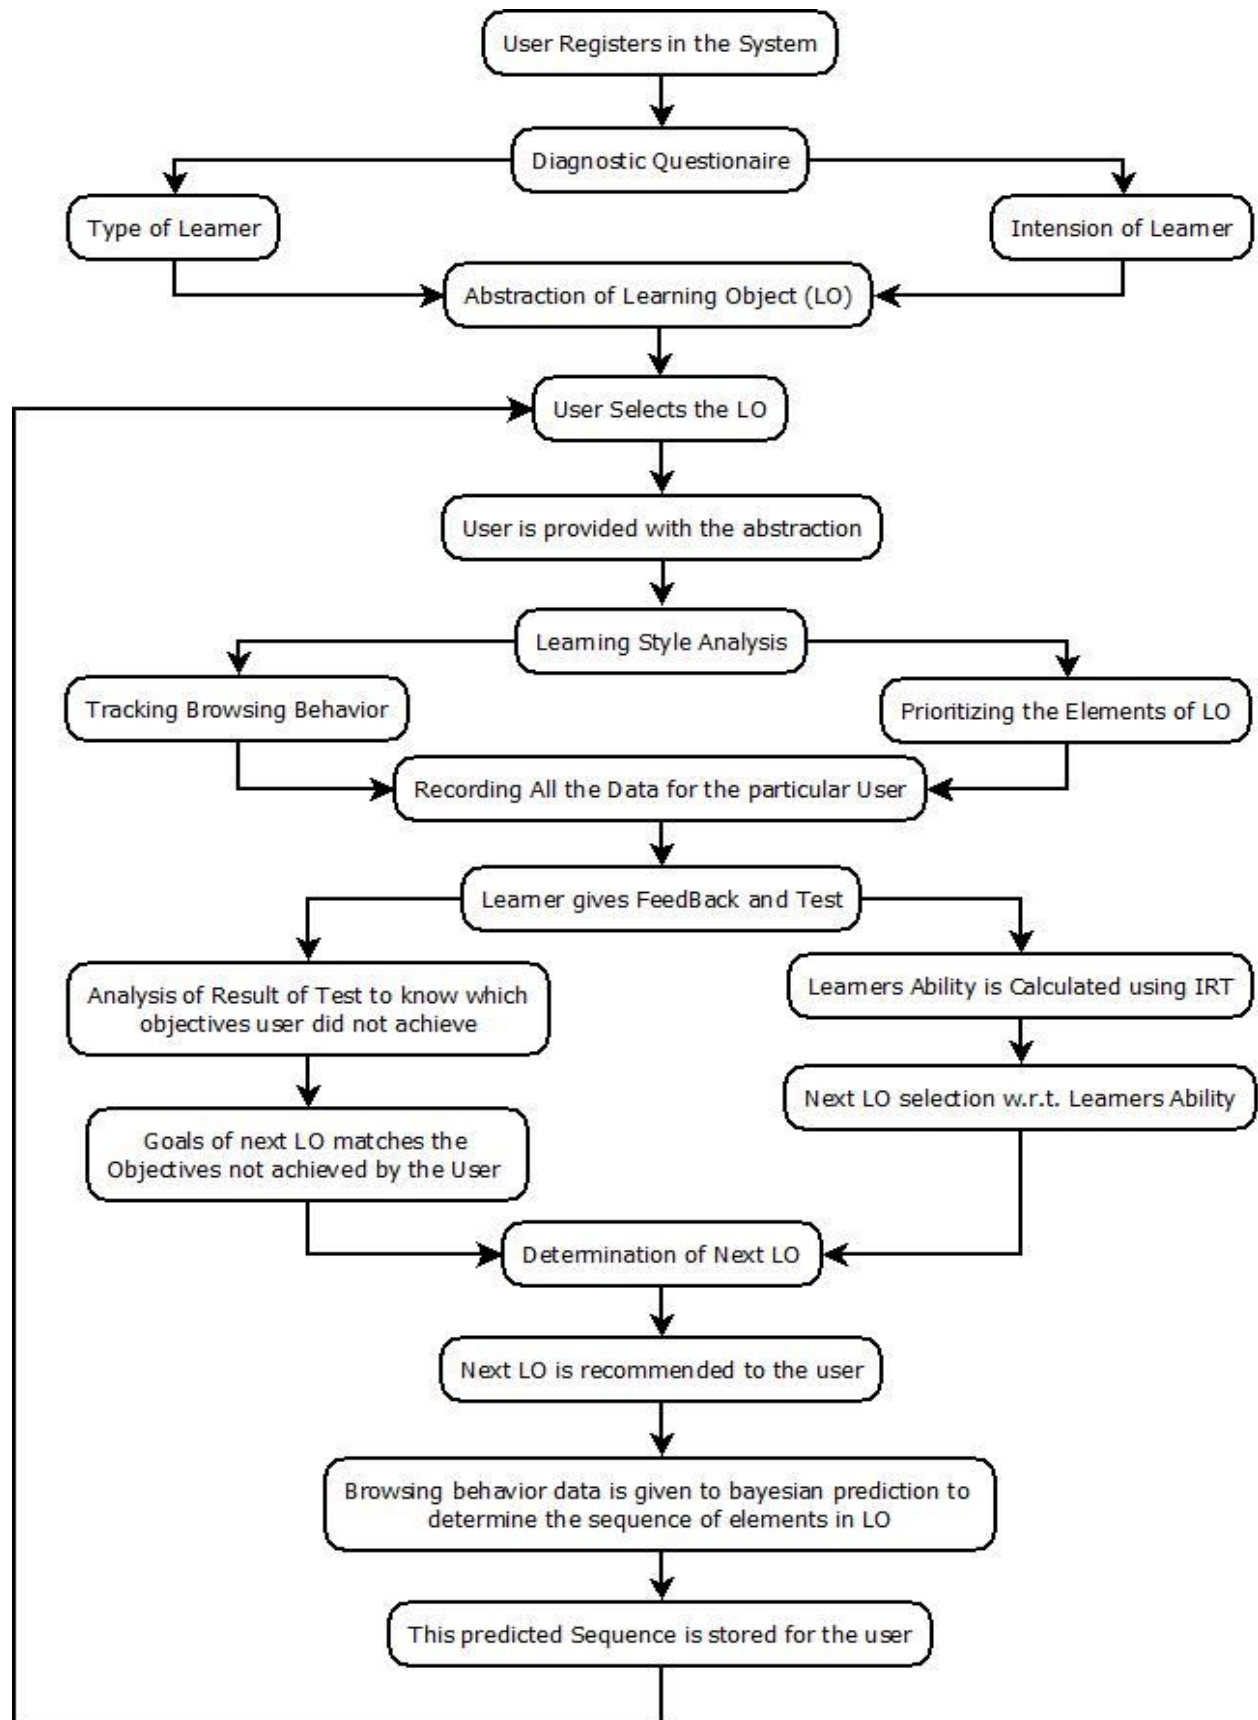 User Registers in the System
Diagnostic Questionaire
Type of Learner
Intension of Learner
Abstraction of Learning Object (LO)
User Selects the LO
User is provided with the abstraction
Learning Style Analysis
Tracking Browsing Behavior
Prioritizing the Elements of LO
Recording All the Data for the particular User
Learner gives FeedBack and Test
Analysis of Result of Test to know which
objectives user did not achieve
Learners Ability is Calculated using IRT
Next LO selection w.r.t. Learners Ability
Goals of next LO matches the
Objectives not achieved by the User
Determination of Next LO
Next LO is recommended to the user
Browsing behavior data is given to bayesian prediction to
determine the sequence of elements in LO
This predicted Sequence is stored for the user